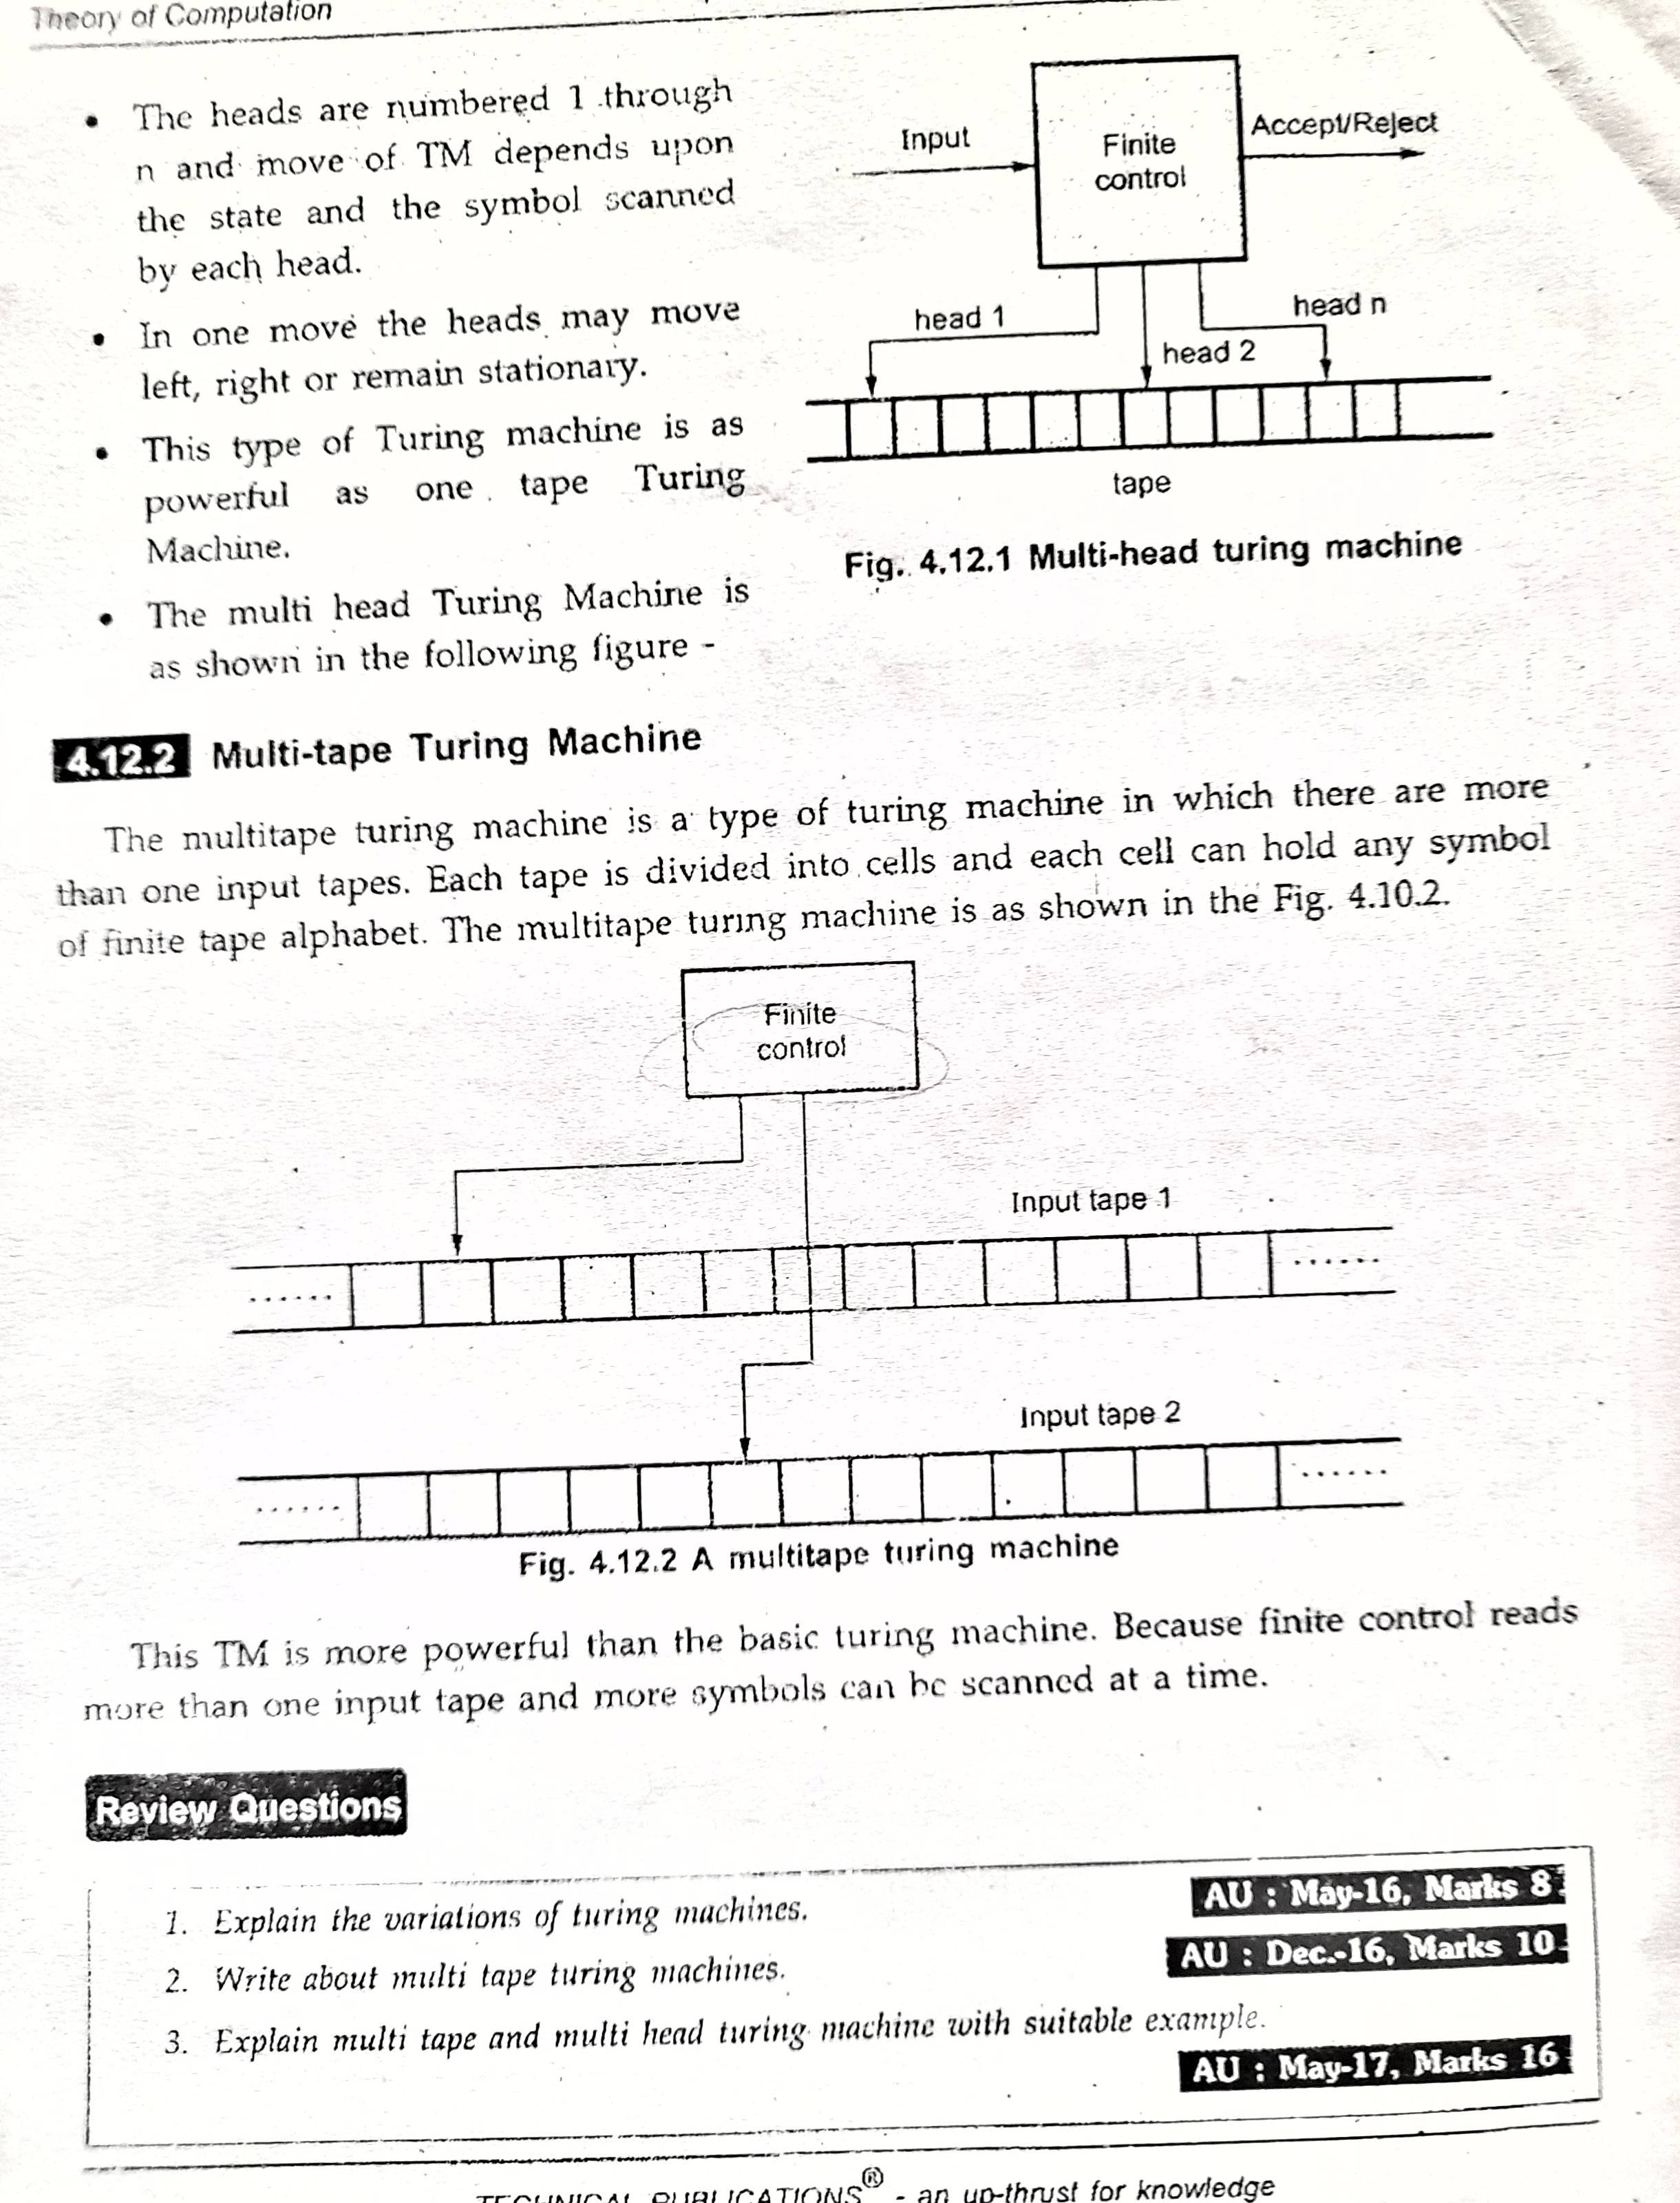 Theory of Computation
• The heads are numbered 1 through
n and move of TM depends upon
the state and the symbol scanned
by each head.
• In one move the heads may move
left, right or remain stationary.
• This type of Turing machine is as
powerful as one tape Turing
Machine.
• The multi head Turing Machine is
as shown in the following figure -
Input
Finite
control
Accept/Reject
head 1
head 2
head n
tape
Fig. 4.12.1 Multi-head turing machine
4.12.2 Multi-tape Turing Machine
The multitape turing machine is a type of turing machine in which there are more
than one input tapes. Each tape is divided into cells and each cell can hold any symbol
of finite tape alphabet. The multitape turing machine is as shown in the Fig. 4.10.2.
Finite
control
Input tape 1
......
......
Input tape 2
......
......
Fig. 4.12.2 A multitape turing machine
This TM is more powerful than the basic turing machine. Because finite control reads
more than one input tape and more symbols can be scanned at a time.
Review Questions
1. Explain the variations of turing machines. AU : May-16, Marks 8
2. Write about multi tape turing machines. AU : Dec.-16, Marks 10
3. Explain multi tape and multi head turing machine with suitable example.
AU : May-17, Marks 16
TECHNICAL PUBLICATIONS® - an up-thrust for knowledge